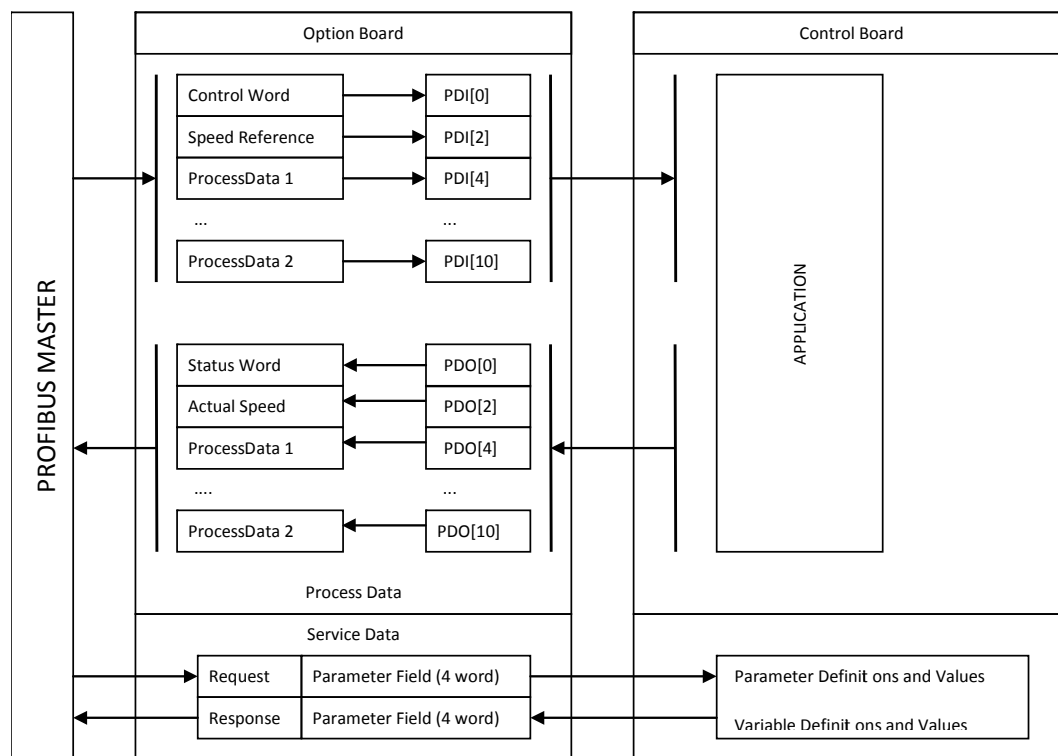 PROFIBUS MASTER
Option Board
Control Word
PDI[0]
Speed Reference
PDI[2]
ProcessData 1
PDI[4]
...
...
ProcessData 2
PDI[10]
Status Word
PDO[0]
Actual Speed
PDO[2]
ProcessData 1
PDO[4]
....
...
ProcessData 2
PDO[10]
Process Data
Service Data
Request
Parameter Field (4 word)
Response
Parameter Field (4 word)
Control Board
APPLICATION
Parameter Definit ons and Values
Variable Definit ons and Values